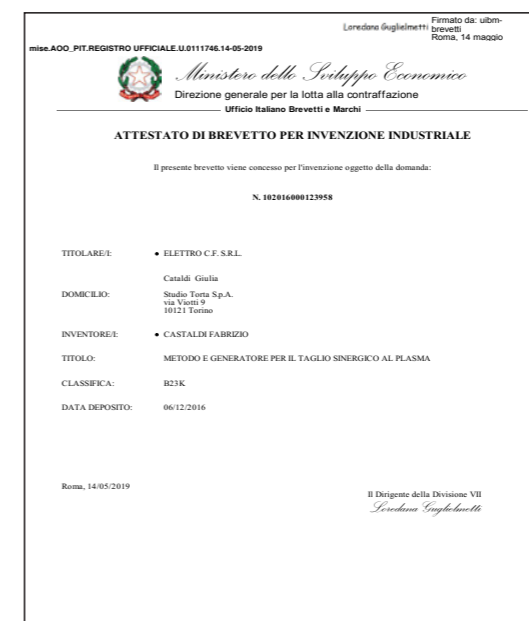 Loredana Guglielmetti
Firmato da: uibm-
brevetti
Roma, 14 maggio
mise.AOO_PIT.REGISTRO UFFICIALE.U.0111746.14-05-2019
Ministero dello Sviluppo Economico
Direzione generale per la lotta alla contraffazione
Ufficio Italiano Brevetti e Marchi
ATTESTATO DI BREVETTO PER INVENZIONE INDUSTRIALE
Il presente brevetto viene concesso per l'invenzione oggetto della domanda:
N. 102016000123958
TITOLARE/I: • ELETTRO C.F. S.R.L.
Cataldi Giulia
DOMICILIO: Studio Torta S.p.A.
via Viotti 9
10121 Torino
INVENTORE/I: • CASTALDI FABRIZIO
TITOLO: METODO E GENERATORE PER IL TAGLIO SINERGICO AL PLASMA
CLASSIFICA: B23K
DATA DEPOSITO: 06/12/2016
Roma, 14/05/2019
Il Dirigente della Divisione VII
Loredana Guglielmetti